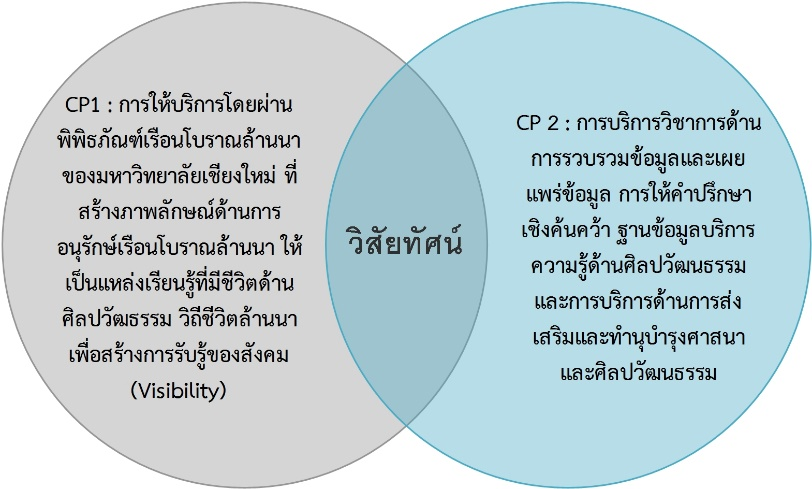 CP1 : การให้บริการโดยผ่าน
พิพิธภัณฑ์เรือนโบราณล้านนา
ของมหาวิทยาลัยเชียงใหม่ ที่
สร้างภาพลักษณ์ด้านการ
อนุรักษ์เรือนโบราณล้านนา ให้
เป็นแหล่งเรียนรู้ที่มีชีวิตด้าน
ศิลปวัฒธรรม วิถีชีวิตล้านนา
เพื่อสร้างการรับรู้ของสังคม
(Visibility)
วิสัยทัศน์
CP 2 : การบริการวิชาการด้าน
การรวบรวมข้อมูลและเผย
แพร่ข้อมูล การให้คำปรึกษา
เชิงค้นคว้า ฐานข้อมูลบริการ
ความรู้ด้านศิลปวัฒนธรรม
และการบริการด้านการส่ง
เสริมและทำนุบำรุงศาสนา
และศิลปวัฒนธรรม